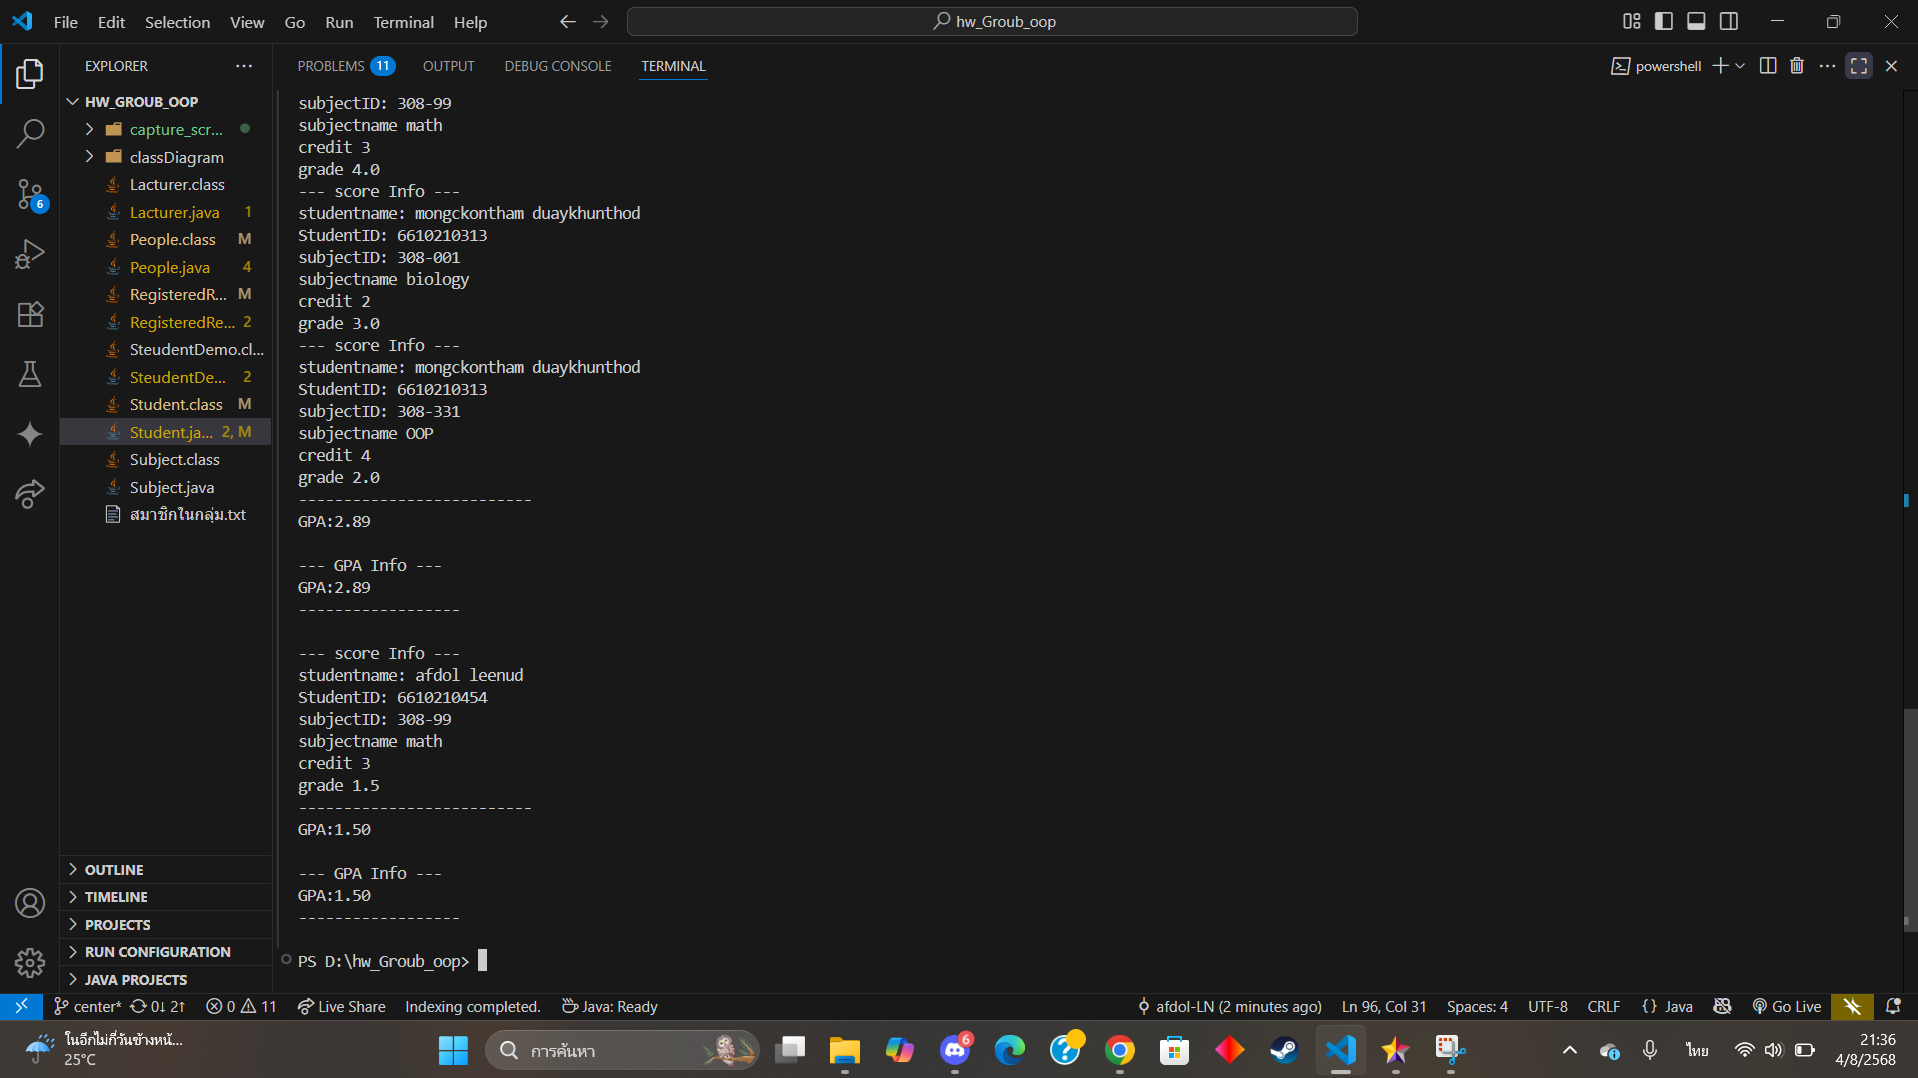 File Edit Selection View Go Run Terminal Help
hw_Groub_oop
EXPLORER
HW_GROUB_OOP
capture_scr...
classDiagram
Lacturer.class
Lacturer.java 1
People.class M
People.java 4
RegisteredR... M
RegisteredRe... 2
SteudentDemo.cl...
SteudentDe... 2
Student.class M
Student.ja... 2, M
Subject.class
Subject.java
สมาชิกในกลุ่ม.txt
OUTLINE
TIMELINE
PROJECTS
RUN CONFIGURATION
JAVA PROJECTS
6
PROBLEMS 11 OUTPUT DEBUG CONSOLE TERMINAL
powershell
subjectID: 308-99
subjectname math
credit 3
grade 4.0
--- score Info ---
studentname: mongckontham duaykhunthod
StudentID: 6610210313
subjectID: 308-001
subjectname biology
credit 2
grade 3.0
--- score Info ---
studentname: mongckontham duaykhunthod
StudentID: 6610210313
subjectID: 308-331
subjectname OOP
credit 4
grade 2.0
--------------------------
GPA:2.89
--- GPA Info ---
GPA:2.89
------------------
--- score Info ---
studentname: afdol leenud
StudentID: 6610210454
subjectID: 308-99
subjectname math
credit 3
grade 1.5
--------------------------
GPA:1.50
--- GPA Info ---
GPA:1.50
------------------
PS D:\hw_Groub_oop>
center* 0↓ 2↑ 0 11 Live Share Indexing completed. Java: Ready
afdol-LN (2 minutes ago) Ln 96, Col 31 Spaces: 4 UTF-8 CRLF {} Java Go Live
ในอีกไม่กี่วันข้างหน้...
25°C
การค้นหา
6
ไทย
21:36
4/8/2568